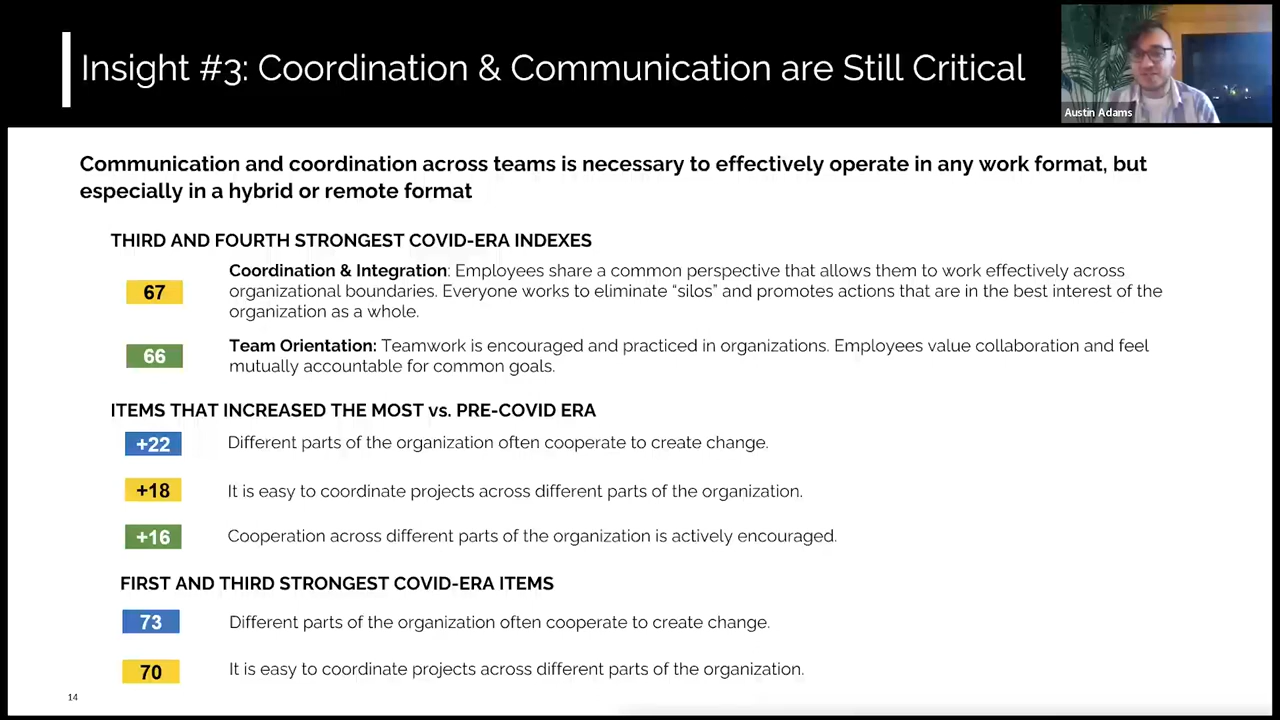 Insight #3: Coordination & Communication are Still Critical
Austin Adams
Communication and coordination across teams is necessary to effectively operate in any work format, but
especially in a hybrid or remote format
THIRD AND FOURTH STRONGEST COVID-ERA INDEXES
67
Coordination & Integration: Employees share a common perspective that allows them to work effectively across
organizational boundaries. Everyone works to eliminate “silos” and promotes actions that are in the best interest of the
organization as a whole.
66
Team Orientation: Teamwork is encouraged and practiced in organizations. Employees value collaboration and feel
mutually accountable for common goals.
ITEMS THAT INCREASED THE MOST vs. PRE-COVID ERA
+22 Different parts of the organization often cooperate to create change.
+18 It is easy to coordinate projects across different parts of the organization.
+16 Cooperation across different parts of the organization is actively encouraged.
FIRST AND THIRD STRONGEST COVID-ERA ITEMS
73 Different parts of the organization often cooperate to create change.
70 It is easy to coordinate projects across different parts of the organization.
14